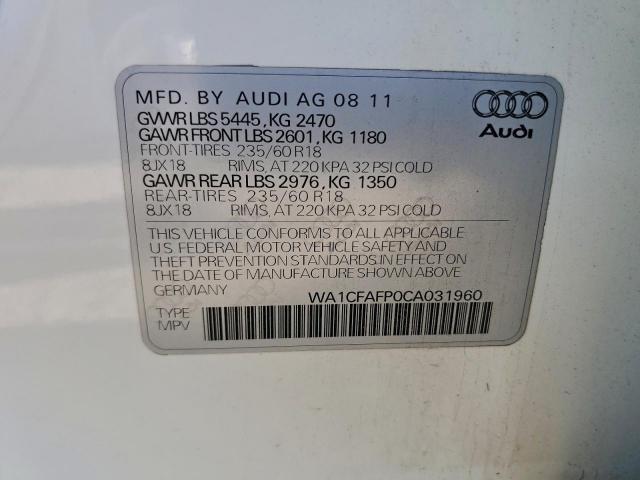 MFD. BY AUDI AG 08 11
GVWR LBS 5445, KG 2470
GAWR FRONT LBS 2601, KG 1180
FRONT-TIRES 235/60 R18
8JX18 RIMS, AT 220 KPA 32 PSI COLD
GAWR REAR LBS 2976, KG 1350
REAR-TIRES 235/60 R18
8JX18 RIMS, AT 220 KPA 32 PSI COLD
Audi
THIS VEHICLE CONFORMS TO ALL APPLICABLE
U.S. FEDERAL MOTOR VEHICLE SAFETY AND
THEFT PREVENTION STANDARDS IN EFFECT ON
THE DATE OF MANUFACTURE SHOWN ABOVE.
WA1CFAFP0CA031960
TYPE
MPV